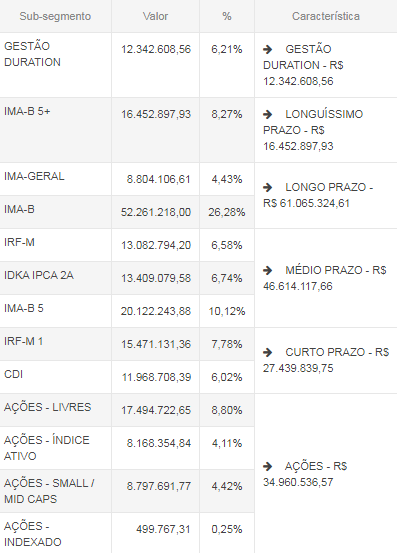 Sub-segmento Valor % Característica
GESTÃO DURATION 12.342.608,56 6,21% → GESTÃO DURATION - R$ 12.342.608,56
IMA-B 5+ 16.452.897,93 8,27% → LONGUÍSSIMO PRAZO - R$ 16.452.897,93
IMA-GERAL 8.804.106,61 4,43% → LONGO PRAZO - R$ 61.065.324,61
IMA-B 52.261.218,00 26,28%
IRF-M 13.082.794,20 6,58% → MÉDIO PRAZO - R$ 46.614.117,66
IDKA IPCA 2A 13.409.079,58 6,74%
IMA-B 5 20.122.243,88 10,12%
IRF-M 1 15.471.131,36 7,78% → CURTO PRAZO - R$ 27.439.839,75
CDI 11.968.708,39 6,02%
AÇÕES - LIVRES 17.494.722,65 8,80% → AÇÕES - R$ 34.960.536,57
AÇÕES - ÍNDICE ATIVO 8.168.354,84 4,11%
AÇÕES - SMALL / MID CAPS 8.797.691,77 4,42%
AÇÕES - INDEXADO 499.767,31 0,25%